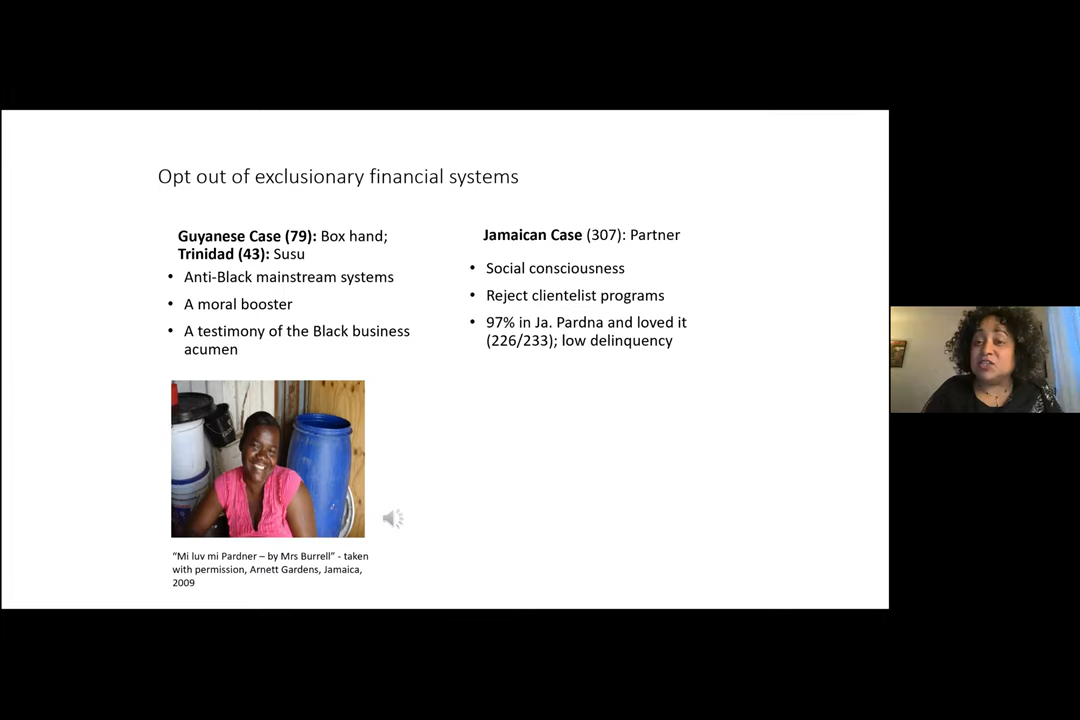 Opt out of exclusionary financial systems
Guyanese Case (79): Box hand;
Trinidad (43): Susu
• Anti-Black mainstream systems
• A moral booster
• A testimony of the Black business
acumen
Jamaican Case (307): Partner
• Social consciousness
• Reject clientelist programs
• 97% in Ja. Pardna and loved it
(226/233); low delinquency
“Mi luv mi Pardner – by Mrs Burrell” - taken
with permission, Arnett Gardens, Jamaica,
2009